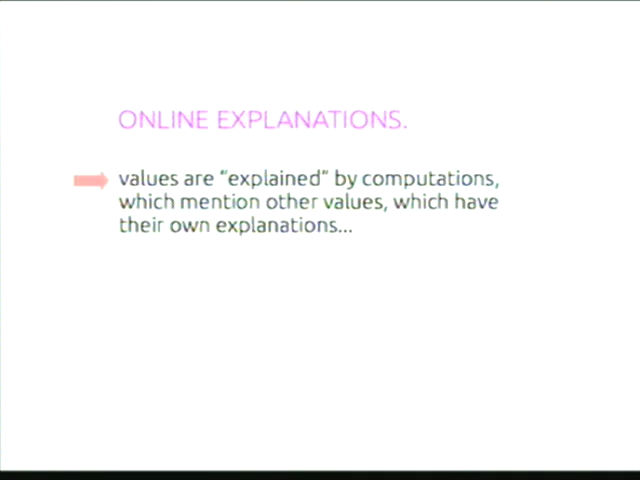 ONLINE EXPLANATIONS.
values are “explained” by computations,
which mention other values, which have
their own explanations...